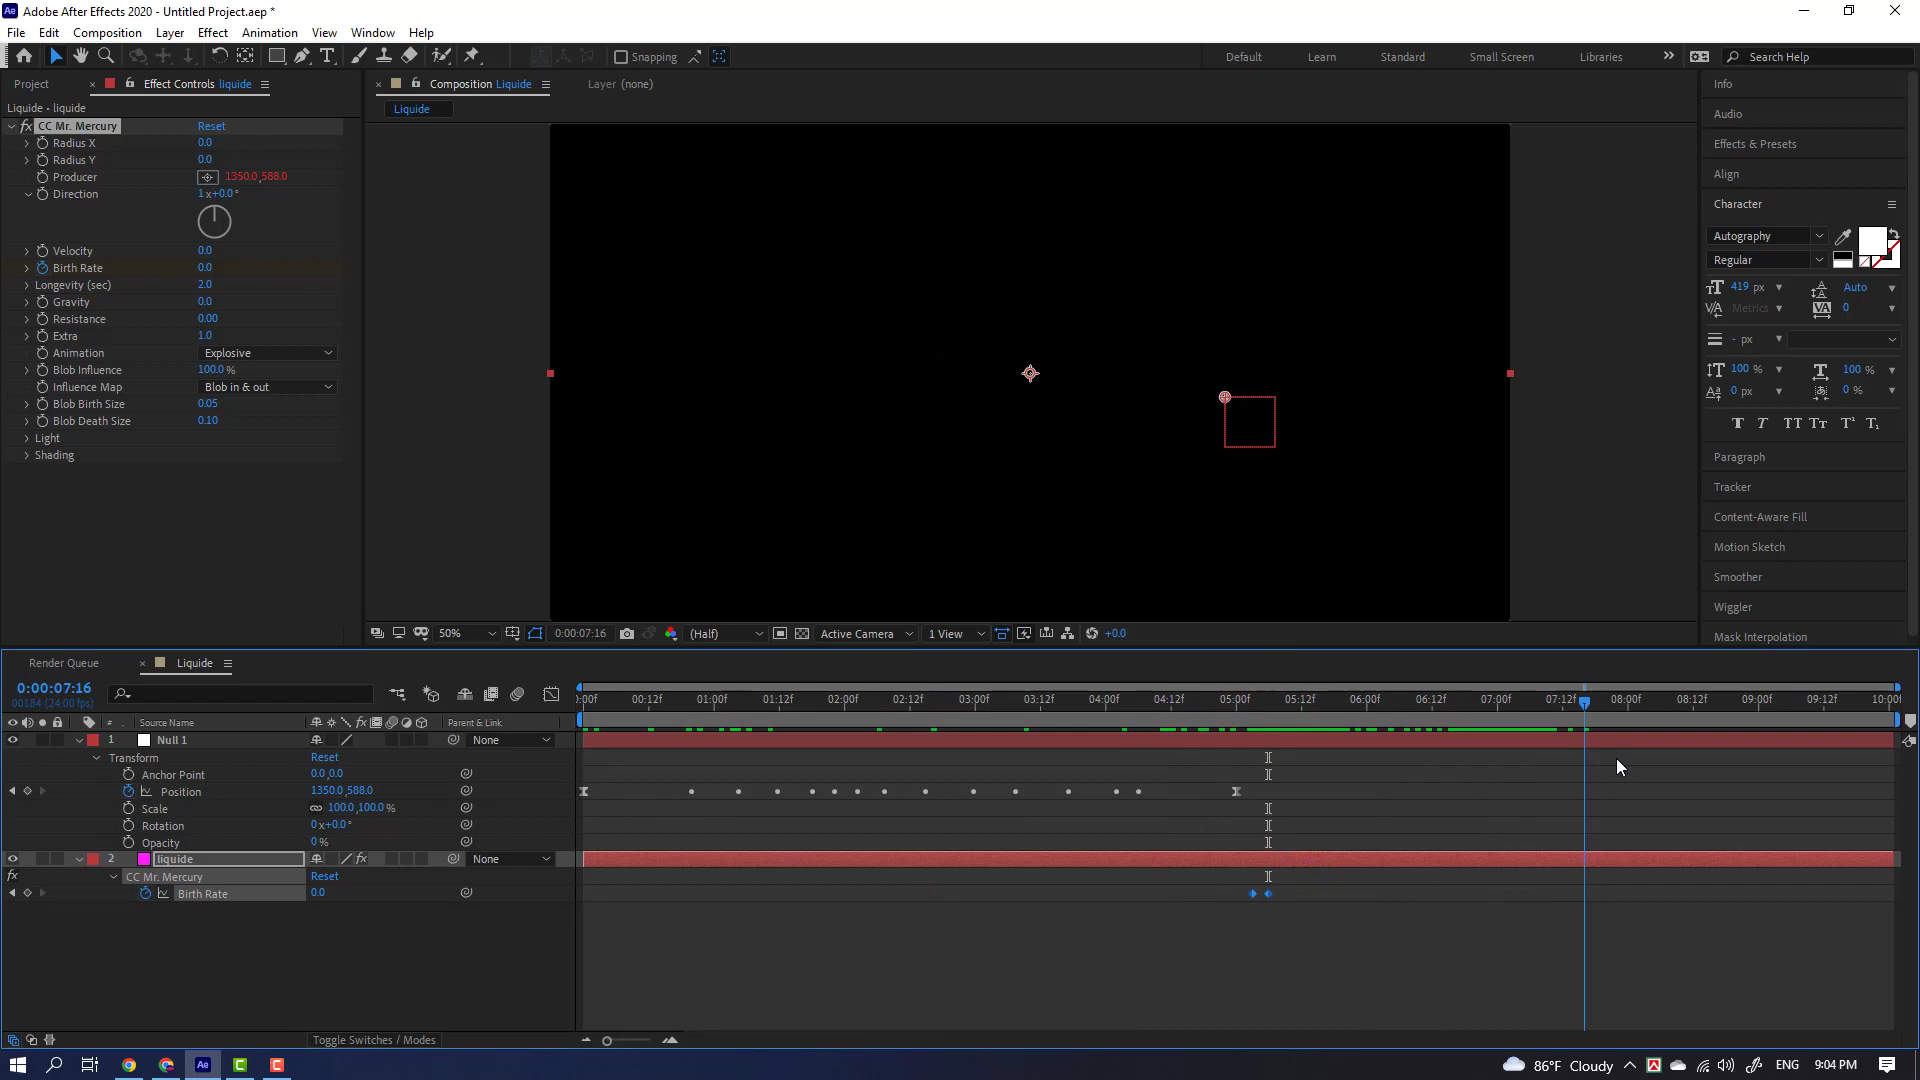 Adobe After Effects 2020 - Untitled Project.aep *
File Edit Composition Layer Effect Animation View Window Help
Snapping Default Learn Standard Small Screen Libraries Search Help
Project Effect Controls liquide Composition Liquide Layer (none) Info
Liquide • liquide Liquide Audio
CC Mr. Mercury Reset
Radius X 0.0 Effects & Presets
Radius Y 0.0
Producer 1350.0,588.0 Align
Direction 1x+0.0°
Character
Autography
Velocity 0.0
Birth Rate 0.0 Regular
Longevity (sec) 2.0 419 px Auto
Gravity 0.0 Metrics 0
Resistance 0.00
Extra 1.0 - px
Animation Explosive
Blob Influence 100.0% 100 % 100 %
Influence Map Blob in & out 0 px 0 %
Blob Birth Size 0.05
Blob Death Size 0.10 T T TT Tт T¹ T₁
Light
Shading Paragraph
Tracker
Content-Aware Fill
Motion Sketch
Smoother
Wiggler
50% 0:00:07:16 (Half) Active Camera 1 View +0.0 Mask Interpolation
Render Queue Liquide
0:00:07:16
00184 (24.00 fps) :00f 00:12f 01:00f 01:12f 02:00f 02:12f 03:00f 03:12f 04:00f 04:12f 05:00f 05:12f 06:00f 06:12f 07:00f 07:12f 08:00f 08:12f 09:00f 09:12f 10:00f
# Source Name fx Parent & Link
1 Null 1 None
Transform Reset
Anchor Point 0.0,0.0
Position 1350.0,588.0
Scale 100.0,100.0%
Rotation 0x+0.0°
Opacity 0%
2 liquide fx None
fx CC Mr. Mercury Reset
Birth Rate 0.0
Toggle Switches / Modes
Ae 86°F Cloudy ENG 9:04 PM